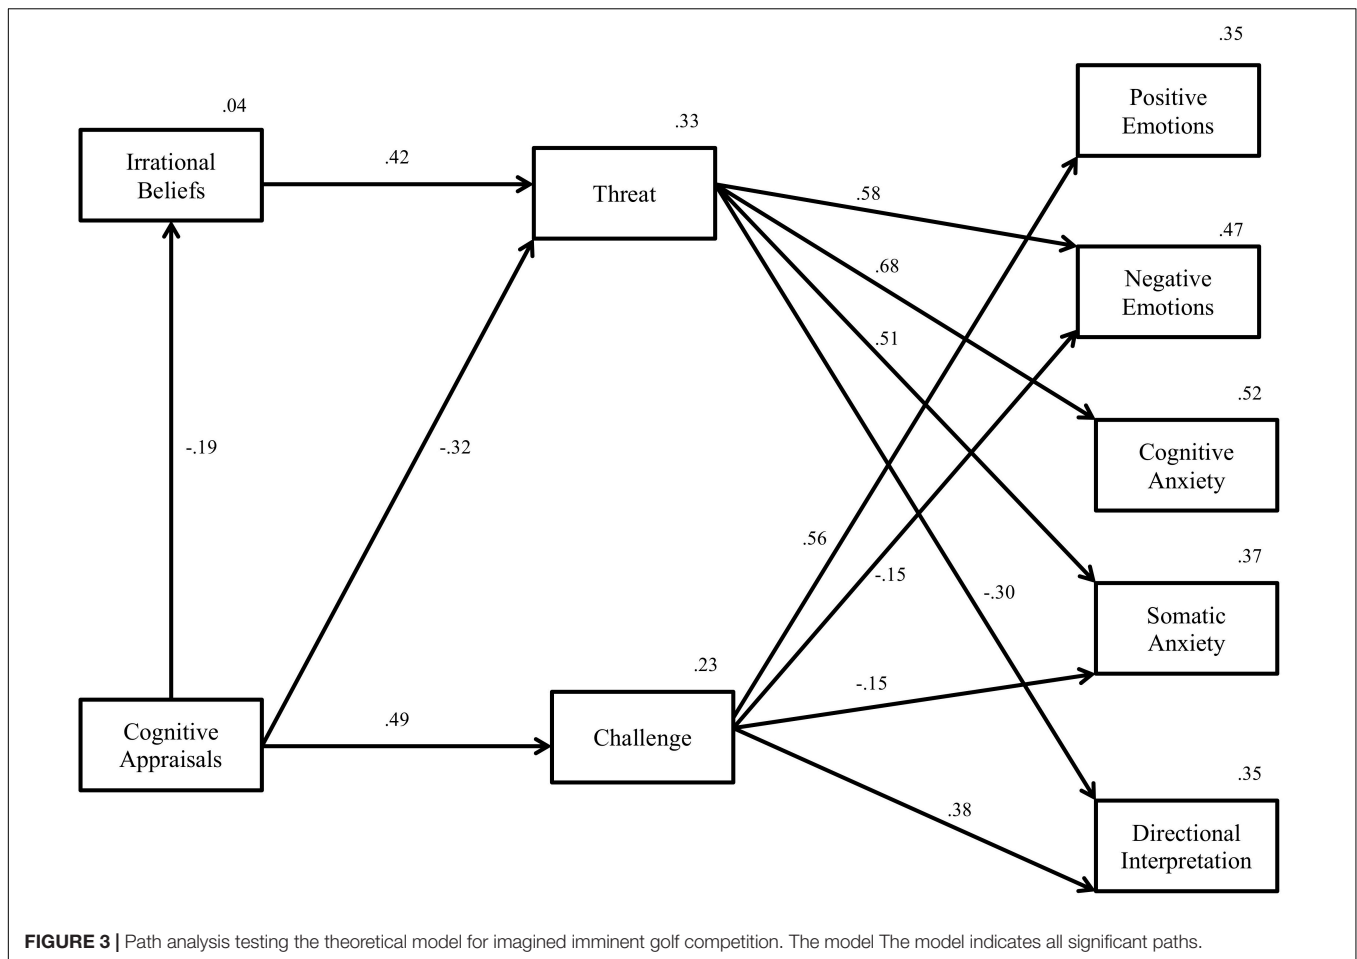 .35
Positive
Emotions
.04
Irrational
Beliefs
.42
.33
Threat
.58
.47
Negative
Emotions
.68
.51
.52
Cognitive
Anxiety
-.19
-.32
.56
-.15
-.30
.37
Somatic
Anxiety
.23
-.15
Cognitive
Appraisals
.49
Challenge
.38
.35
Directional
Interpretation
FIGURE 3 | Path analysis testing the theoretical model for imagined imminent golf competition. The model The model indicates all significant paths.